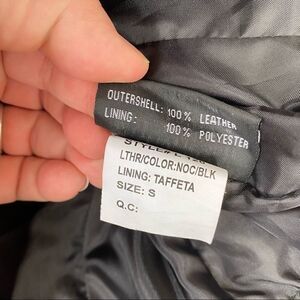 OUTERSHELL: 100% LEATHER
LINING: 100% POLYESTER
LTHR/COLOR:NOC/BLK
LINING: TAFFETA
SIZE: S
Q.C: